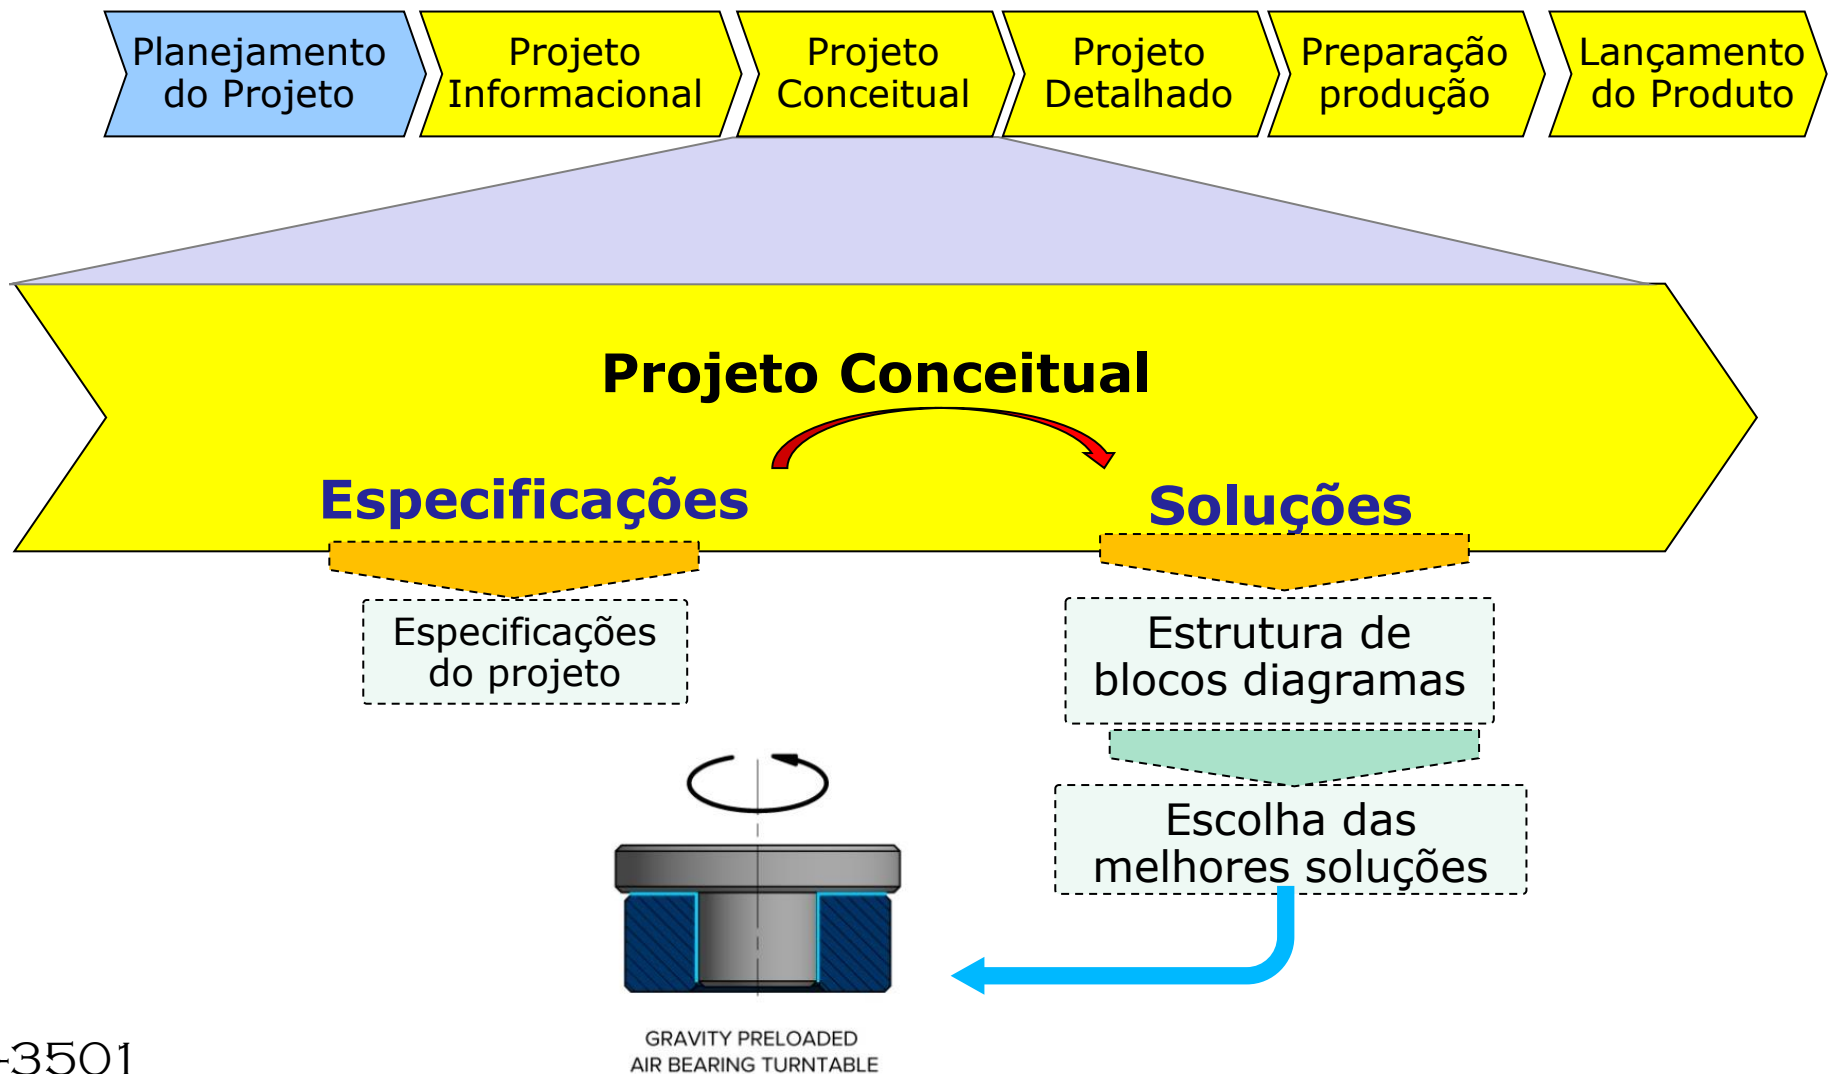 Planejamento
do Projeto
Projeto
Informacional
Projeto
Conceitual
Projeto
Detalhado
Preparação
produção
Lançamento
do Produto
Projeto Conceitual
Especificações
Soluções
Especificações
do projeto
Estrutura de
blocos diagramas
Escolha das
melhores soluções
GRAVITY PRELOADED
AIR BEARING TURNTABLE
-3501